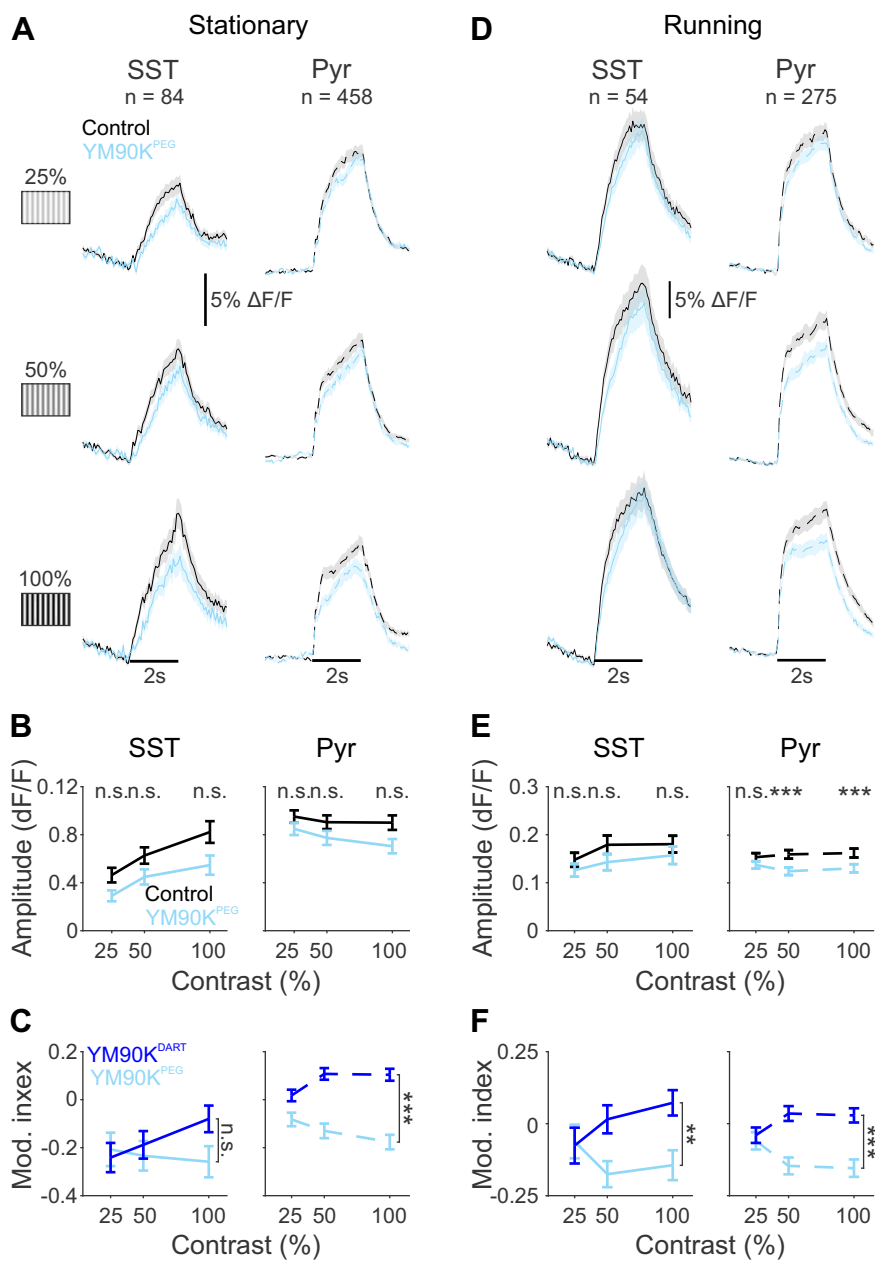 A Stationary
SST Pyr
n = 84 n = 458
Control
YM90K^PEG
25%
5% ΔF/F
50%
100%
2s 2s
D Running
SST Pyr
n = 54 n = 275
5% ΔF/F
2s 2s
B
SST Pyr
Amplitude (dF/F)
0.12
0.8
0.4
0
n.s. n.s. n.s.
n.s. n.s. n.s.
Control
YM90K^PEG
25 50 100 25 50 100
Contrast (%)
E
SST Pyr
Amplitude (dF/F)
0.3
0.2
0.1
0
n.s. n.s. n.s.
n.s. *** ***
25 50 100 25 50 100
Contrast (%)
C
YM90K^DART
YM90K^PEG
Mod. inxex
0.2
0
-0.2
-0.4
n.s.
***
25 50 100 25 50 100
Contrast (%)
F
Mod. index
0.25
0
-0.25
**
***
25 50 100 25 50 100
Contrast (%)